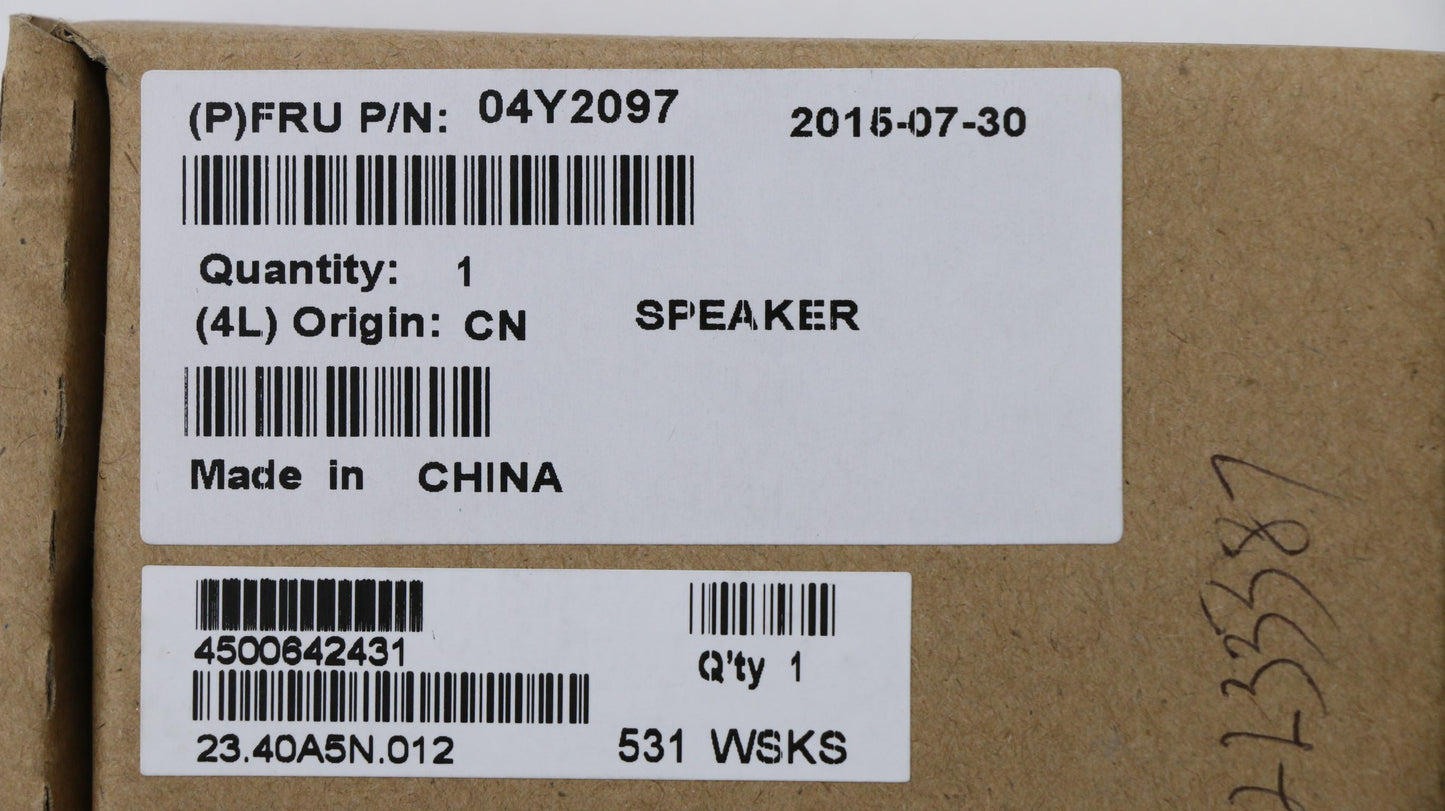 (P)FRU P/N: 04Y2097 2015-07-30
Quantity: 1
(4L) Origin: CN SPEAKER
Made in CHINA
4500642431
Q'ty 1
23.40A5N.012
531 WSKS